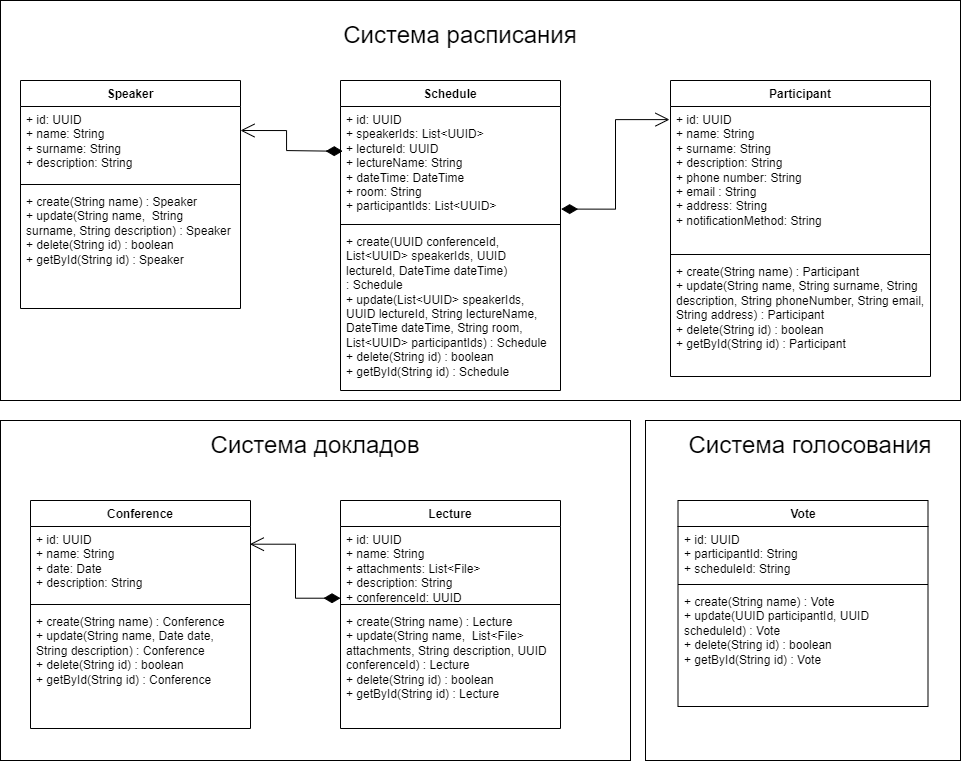 Система расписания
Speaker
+ id: UUID
+ name: String
+ surname: String
+ description: String
+ create(String name) : Speaker
+ update(String name, String
surname, String description) : Speaker
+ delete(String id) : boolean
+ getById(String id) : Speaker
Schedule
+ id: UUID
+ speakerIds: List<UUID>
+ lectureId: UUID
+ lectureName: String
+ dateTime: DateTime
+ room: String
+ participantIds: List<UUID>
+ create(UUID conferenceId,
List<UUID> speakerIds, UUID
lectureId, DateTime dateTime)
: Schedule
+ update(List<UUID> speakerIds,
UUID lectureId, String lectureName,
DateTime dateTime, String room,
List<UUID> participantIds) : Schedule
+ delete(String id) : boolean
+ getById(String id) : Schedule
Participant
+ id: UUID
+ name: String
+ surname: String
+ description: String
+ phone number: String
+ email : String
+ address: String
+ notificationMethod: String
+ create(String name) : Participant
+ update(String name, String surname, String
description, String phoneNumber, String email,
String address) : Participant
+ delete(String id) : boolean
+ getById(String id) : Participant
Система докладов
Conference
+ id: UUID
+ name: String
+ date: Date
+ description: String
+ create(String name) : Conference
+ update(String name, Date date,
String description) : Conference
+ delete(String id) : boolean
+ getById(String id) : Conference
Lecture
+ id: UUID
+ name: String
+ attachments: List<File>
+ description: String
+ conferenceId: UUID
+ create(String name) : Lecture
+ update(String name, List<File>
attachments, String description, UUID
conferenceId) : Lecture
+ delete(String id) : boolean
+ getById(String id) : Lecture
Система голосования
Vote
+ id: UUID
+ participantId: String
+ scheduleId: String
+ create(String name) : Vote
+ update(UUID participantId, UUID
scheduleId) : Vote
+ delete(String id) : boolean
+ getById(String id) : Vote